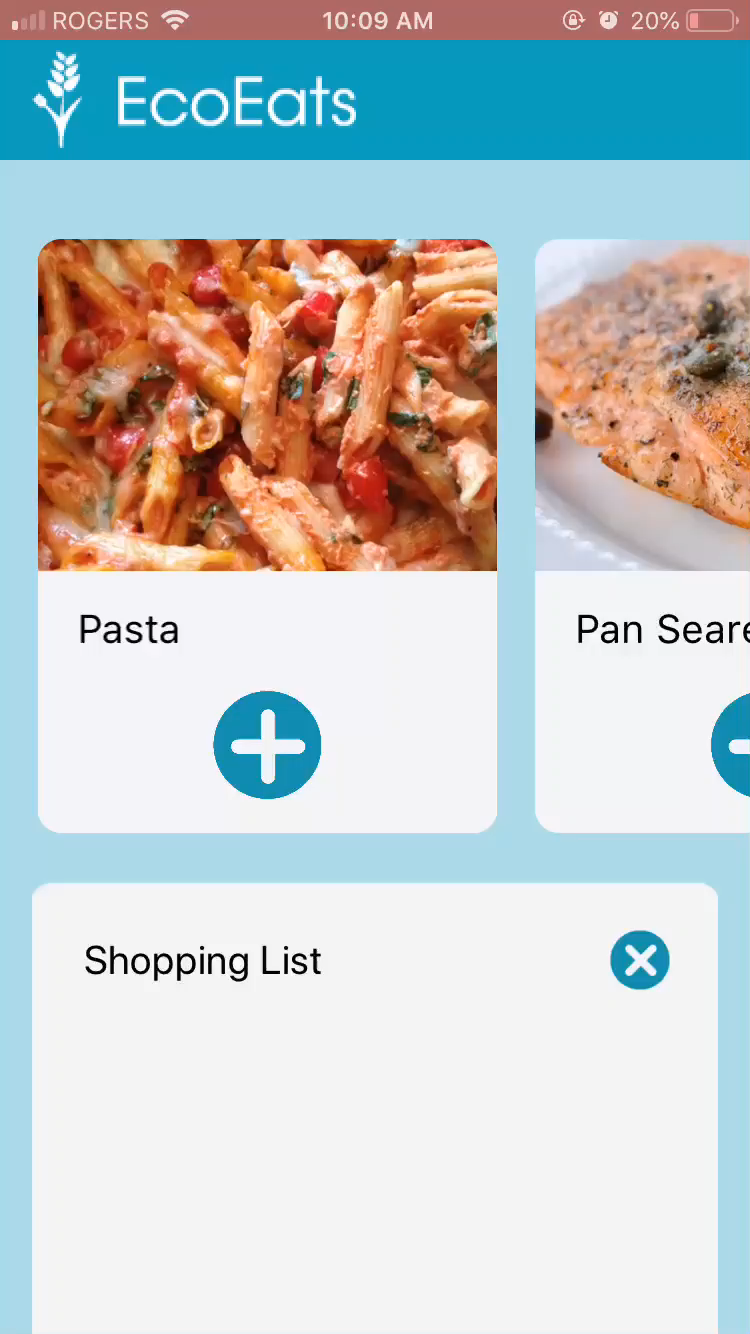 ROGERS 10:09 AM 20%
EcoEats
Pasta
Pan Seare
Shopping List